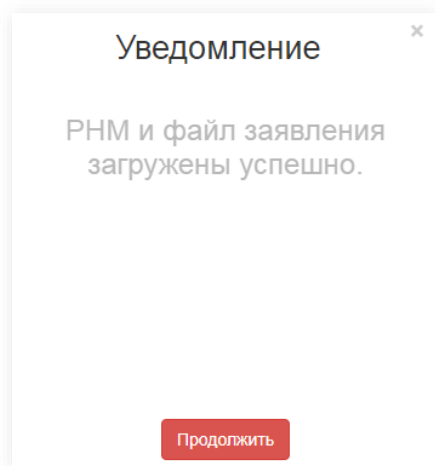 Уведомление
×
РНМ и файл заявления
загружены успешно.
Продолжить